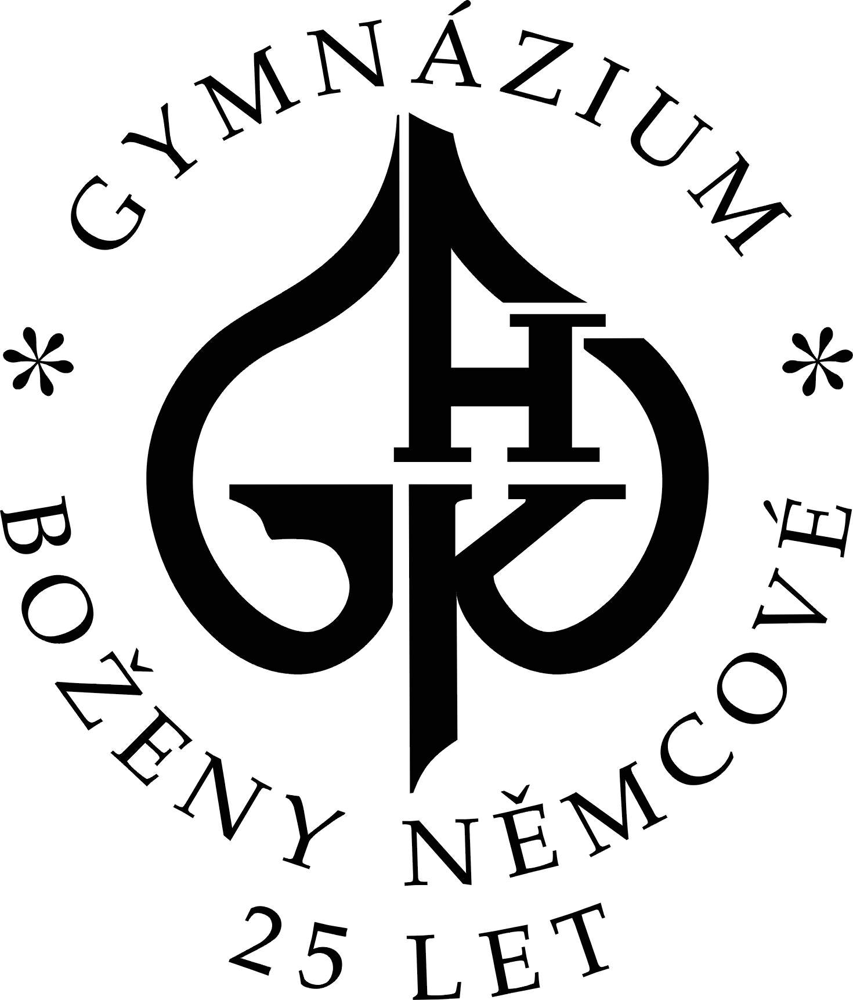 GYMNÁZIUM
* BOŽENY NĚMCOVÉ *
HK
G
25 LET